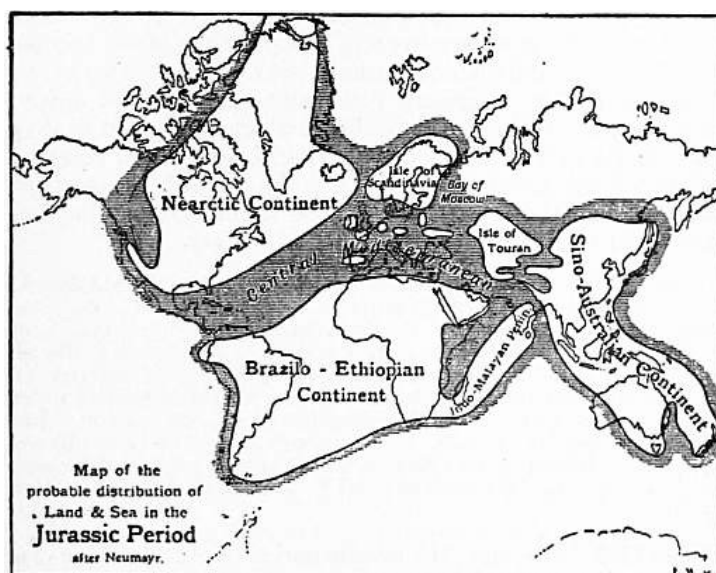 Nearctic Continent
Isle of
Scandinavia
Bay of
Moscow
Isle of
Touran
Central Mediterranean
Sino-Australian Continent
Brazilo - Ethiopian
Continent
Indo-Malayan Penin.
Map of the
probable distribution of
Land & Sea in the
Jurassic Period
after Neumayr.